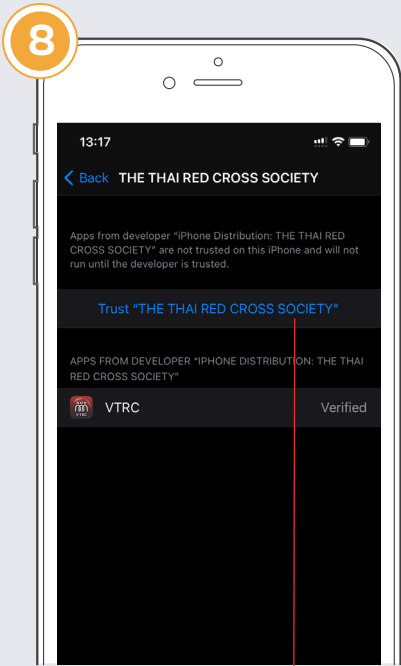 8
13:17
Back THE THAI RED CROSS SOCIETY
Apps from developer “iPhone Distribution: THE THAI RED
CROSS SOCIETY” are not trusted on this iPhone and will not
run until the developer is trusted.
Trust “THE THAI RED CROSS SOCIETY”
APPS FROM DEVELOPER “IPHONE DISTRIBUTION: THE THAI
RED CROSS SOCIETY”
VTRC
VTRC Verified